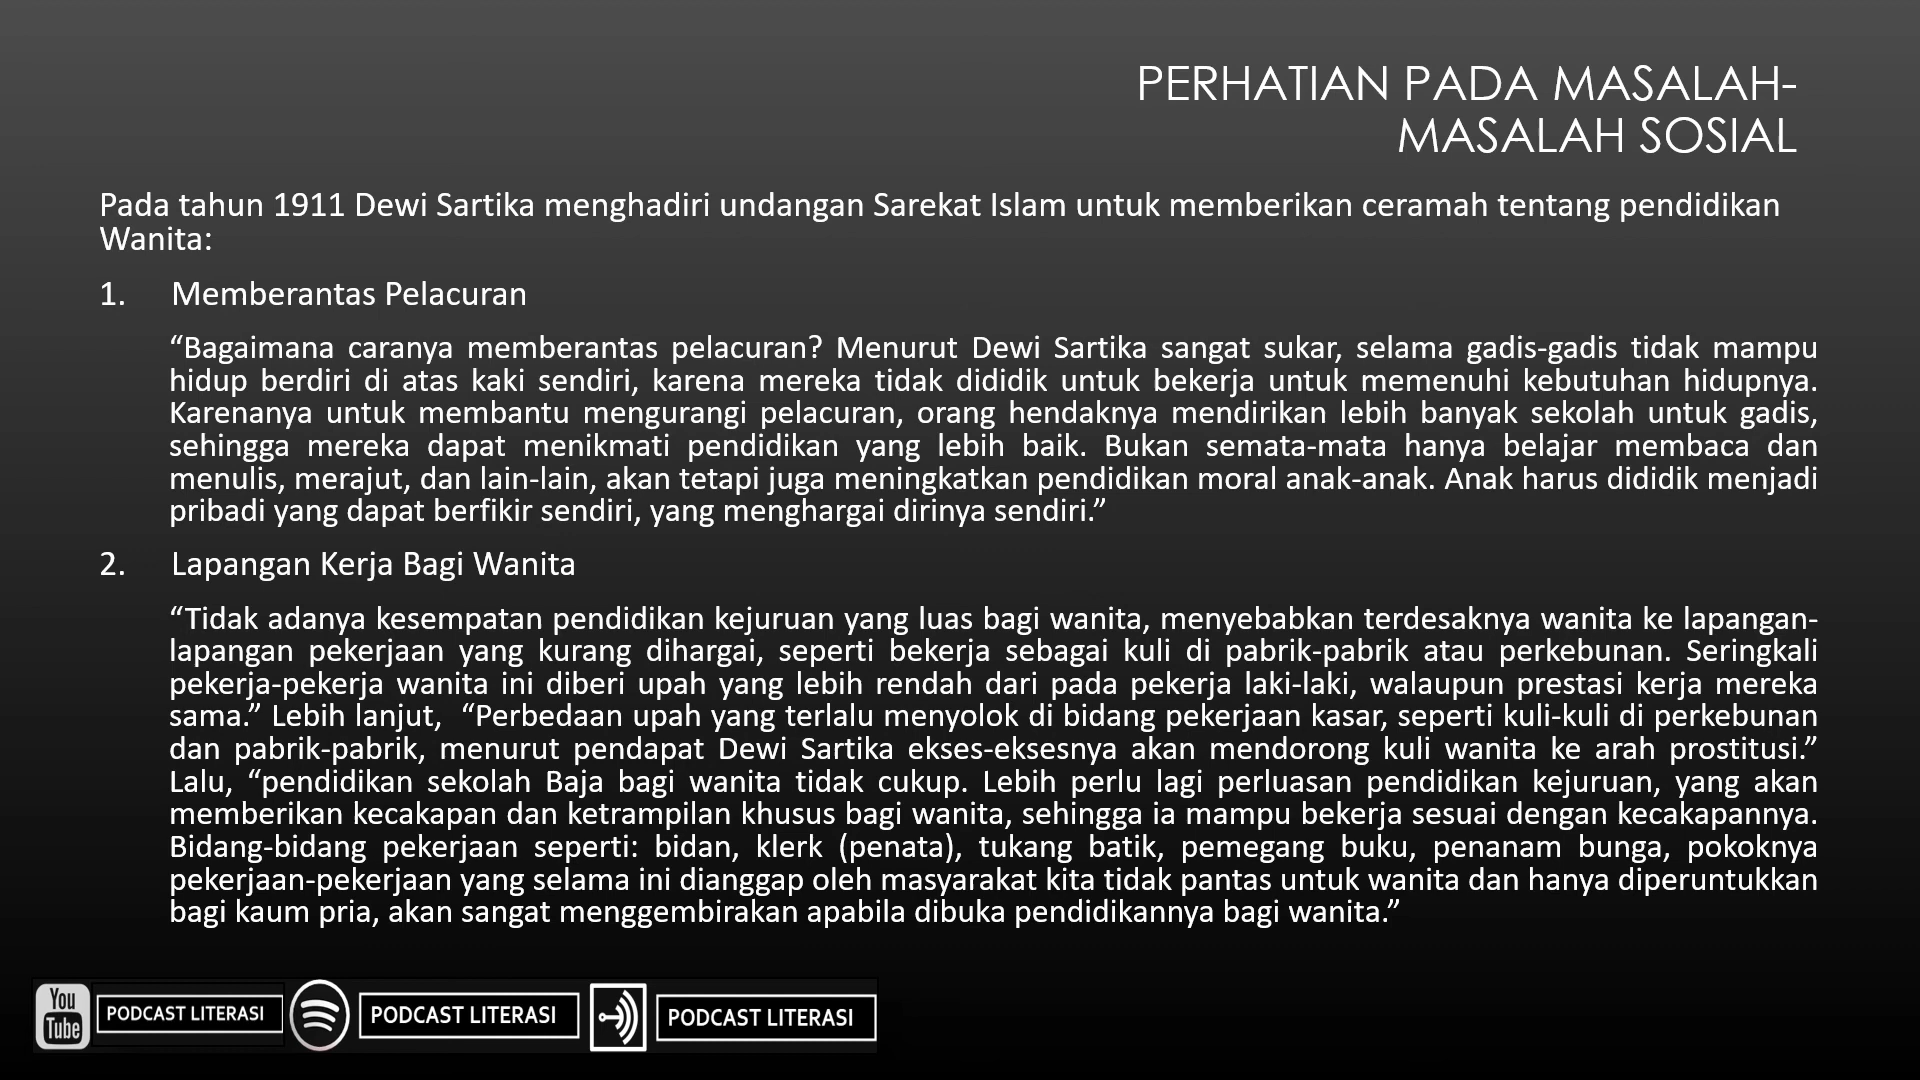 PERHATIAN PADA MASALAH-
MASALAH SOSIAL
Pada tahun 1911 Dewi Sartika menghadiri undangan Sarekat Islam untuk memberikan ceramah tentang pendidikan
Wanita:
1. Memberantas Pelacuran
“Bagaimana caranya memberantas pelacuran? Menurut Dewi Sartika sangat sukar, selama gadis-gadis tidak mampu
hidup berdiri di atas kaki sendiri, karena mereka tidak dididik untuk bekerja untuk memenuhi kebutuhan hidupnya.
Karenanya untuk membantu mengurangi pelacuran, orang hendaknya mendirikan lebih banyak sekolah untuk gadis,
sehingga mereka dapat menikmati pendidikan yang lebih baik. Bukan semata-mata hanya belajar membaca dan
menulis, merajut, dan lain-lain, akan tetapi juga meningkatkan pendidikan moral anak-anak. Anak harus dididik menjadi
pribadi yang dapat berfikir sendiri, yang menghargai dirinya sendiri.”
2. Lapangan Kerja Bagi Wanita
“Tidak adanya kesempatan pendidikan kejuruan yang luas bagi wanita, menyebabkan terdesaknya wanita ke lapangan-
lapangan pekerjaan yang kurang dihargai, seperti bekerja sebagai kuli di pabrik-pabrik atau perkebunan. Seringkali
pekerja-pekerja wanita ini diberi upah yang lebih rendah dari pada pekerja laki-laki, walaupun prestasi kerja mereka
sama.” Lebih lanjut, “Perbedaan upah yang terlalu menyolok di bidang pekerjaan kasar, seperti kuli-kuli di perkebunan
dan pabrik-pabrik, menurut pendapat Dewi Sartika ekses-eksesnya akan mendorong kuli wanita ke arah prostitusi.”
Lalu, “pendidikan sekolah Baja bagi wanita tidak cukup. Lebih perlu lagi perluasan pendidikan kejuruan, yang akan
memberikan kecakapan dan ketrampilan khusus bagi wanita, sehingga ia mampu bekerja sesuai dengan kecakapannya.
Bidang-bidang pekerjaan seperti: bidan, klerk (penata), tukang batik, pemegang buku, penanam bunga, pokoknya
pekerjaan-pekerjaan yang selama ini dianggap oleh masyarakat kita tidak pantas untuk wanita dan hanya diperuntukkan
bagi kaum pria, akan sangat menggembirakan apabila dibuka pendidikannya bagi wanita.”
You
Tube
PODCAST LITERASI
PODCAST LITERASI
PODCAST LITERASI